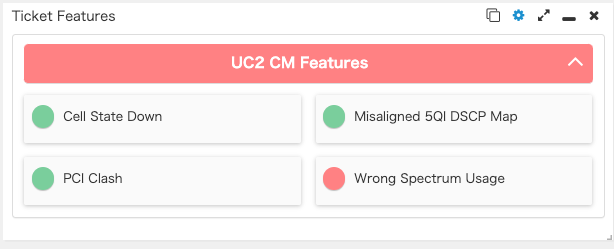 Ticket Features
UC2 CM Features
Cell State Down
Misaligned 5QI DSCP Map
PCI Clash
Wrong Spectrum Usage